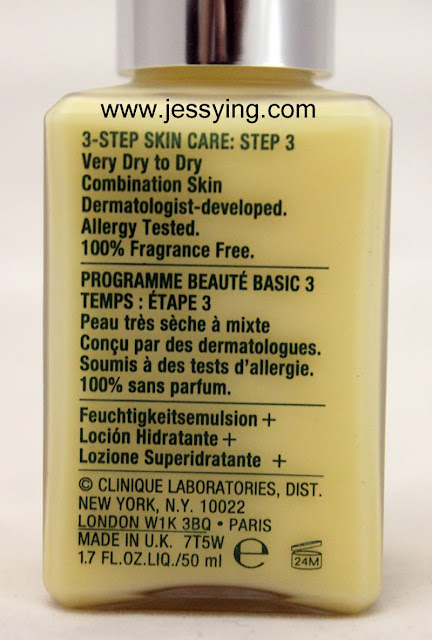 www.jessying.com
3-STEP SKIN CARE: STEP 3
Very Dry to Dry
Combination Skin
Dermatologist-developed.
Allergy Tested.
100% Fragrance Free.
PROGRAMME BEAUTÉ BASIC 3
TEMPS : ÉTAPE 3
Peau très sèche à mixte
Conçu par des dermatologues.
Soumis à des tests d'allergie.
100% sans parfum.
Feuchtigkeitsemulsion +
Loción Hidratante +
Lozione Superidratante +
© CLINIQUE LABORATORIES, DIST.
NEW YORK, N.Y. 10022
LONDON W1K 3BQ • PARIS
MADE IN U.K. 7T5W
1.7 FL.OZ.LIQ./50 ml ℮ 24M